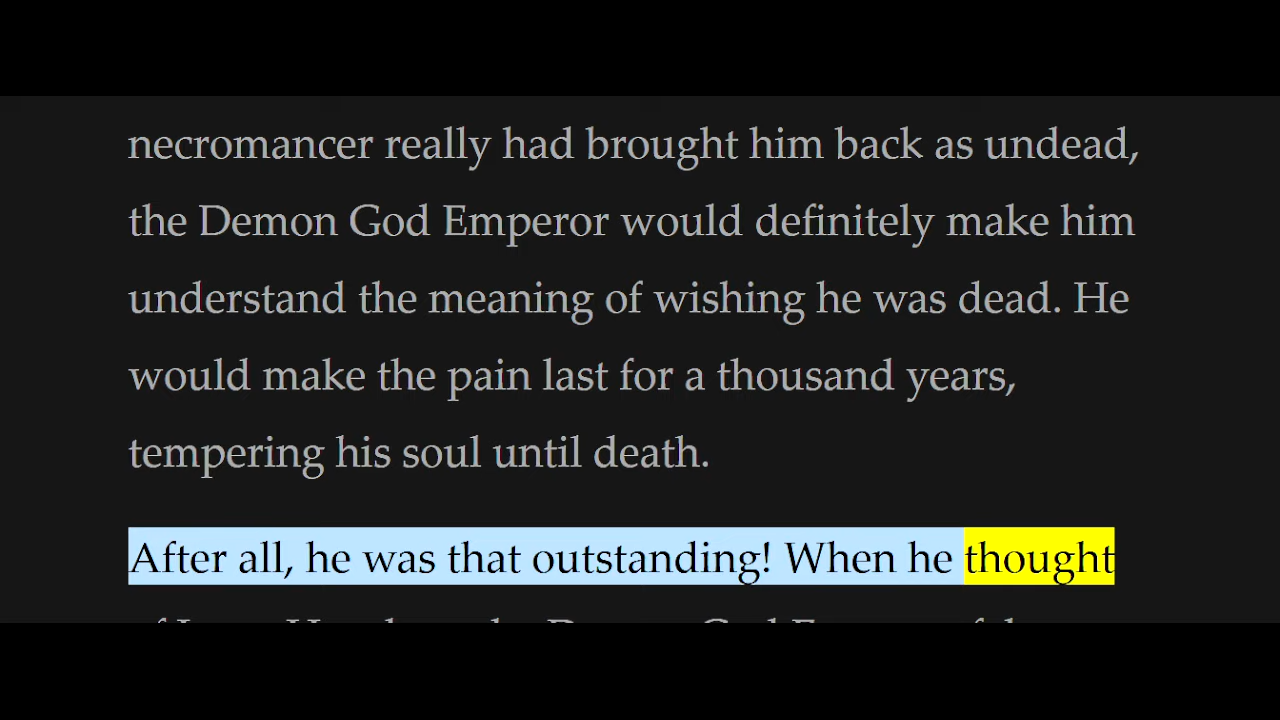 necromancer really had brought him back as undead,
the Demon God Emperor would definitely make him
understand the meaning of wishing he was dead. He
would make the pain last for a thousand years,
tempering his soul until death.
After all, he was that outstanding! When he thought